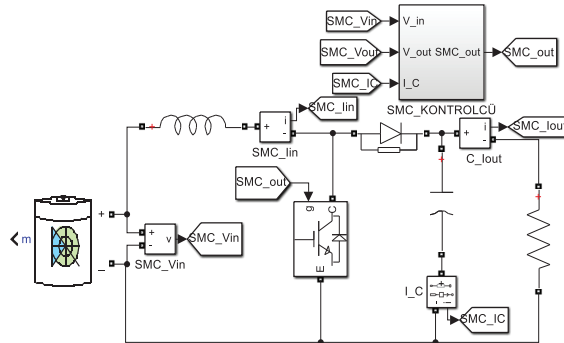 SMC_Vin
V_in
SMC_Vout
V_out
SMC_out
SMC_out
SMC_IC
I_C
SMC_KONTROLCÜ
SMC_Iin
SMC_Iout
+
i
-
+
i
-
SMC_Iin
C_Iout
SMC_out
g
C
E
m
+
_
+
-
v
SMC_Vin
SMC_Vin
I_C
+
-
i
SMC_IC